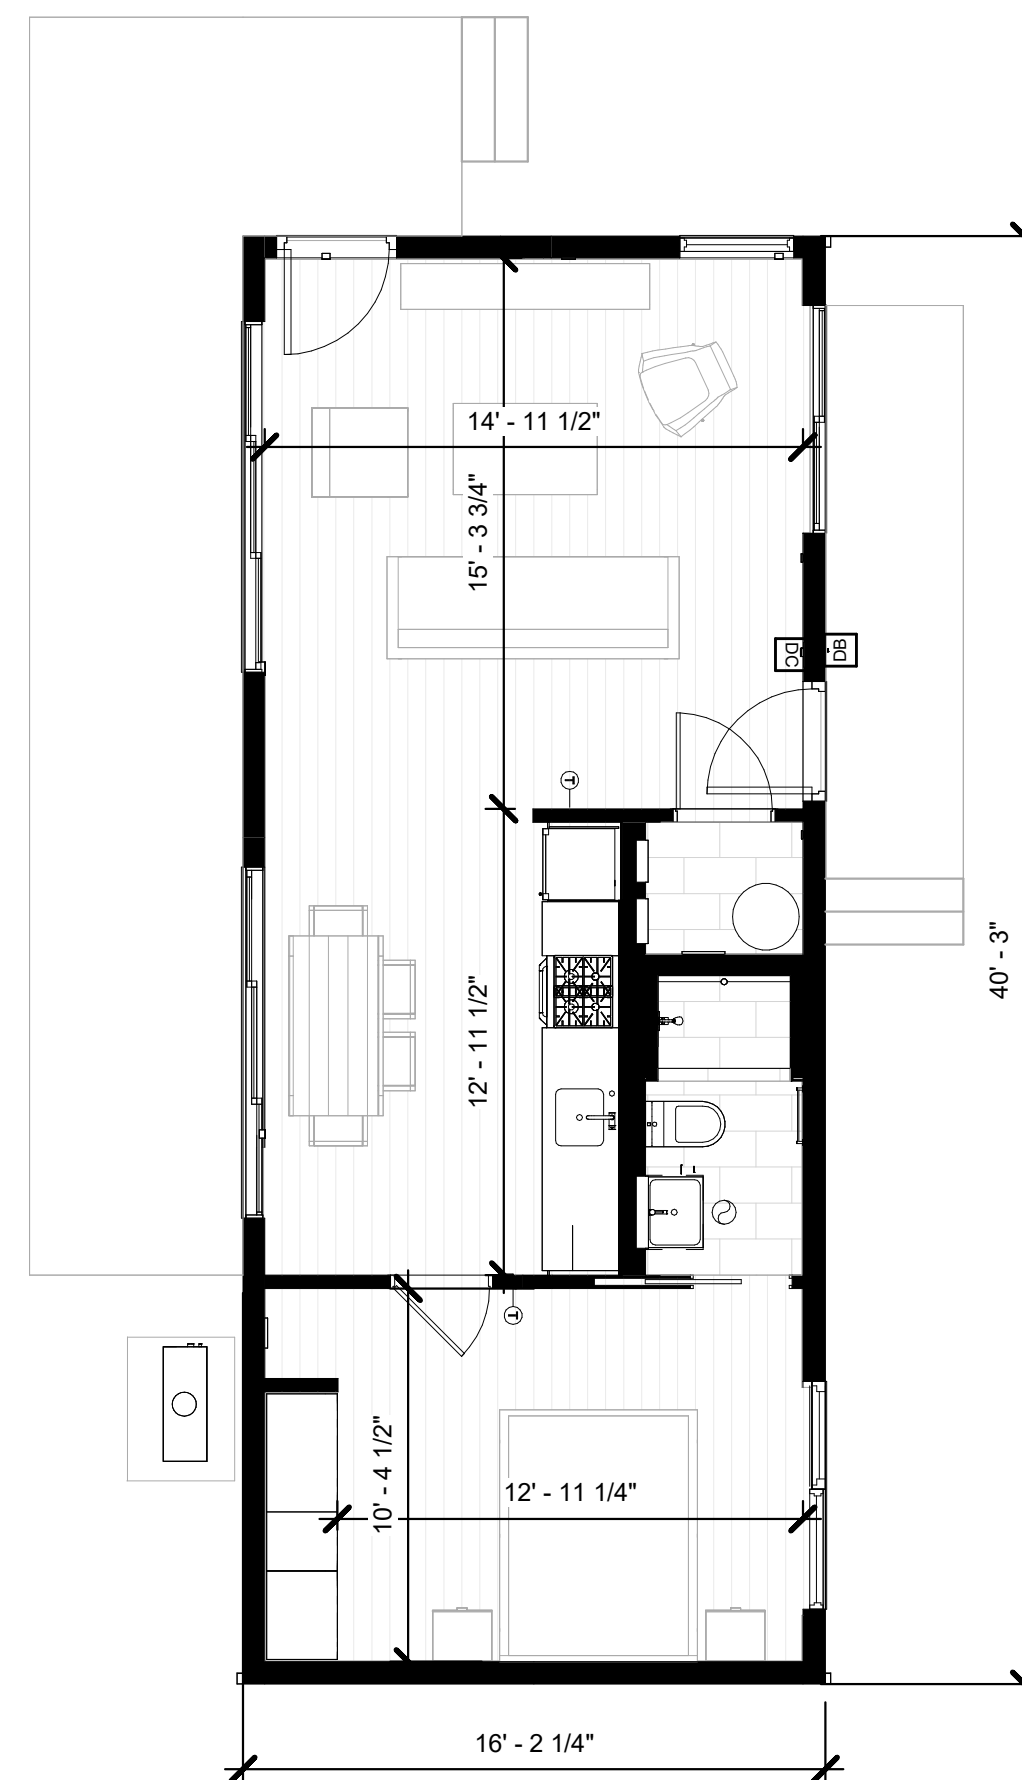 14' - 11 1/2"
15' - 3 3/4"
DC
DB
T
40' - 3"
12' - 11 1/2"
T
10' - 4 1/2"
12' - 11 1/4"
16' - 2 1/4"